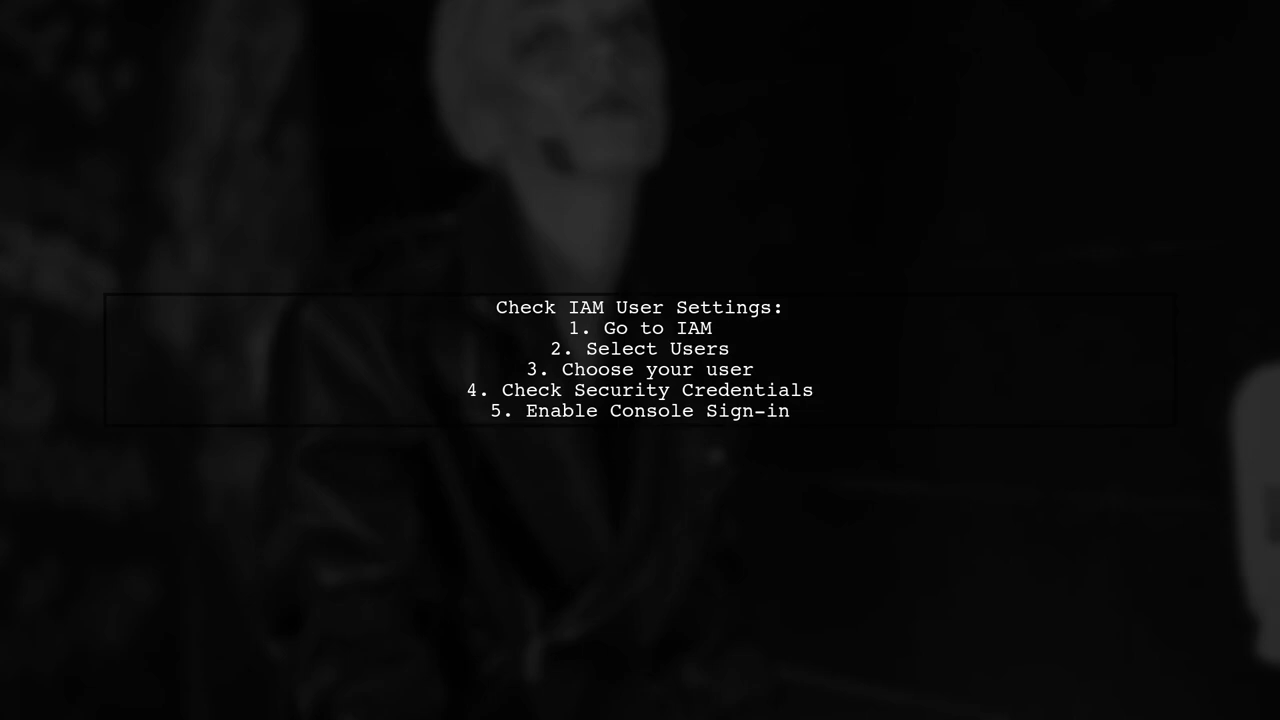 Check IAM User Settings:
1. Go to IAM
2. Select Users
3. Choose your user
4. Check Security Credentials
5. Enable Console Sign-in